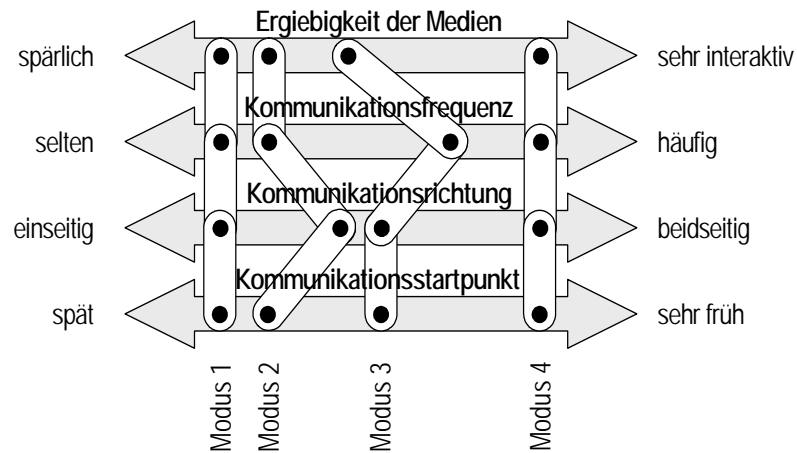 Ergiebigkeit der Medien
spärlich
sehr interaktiv
Kommunikationsfrequenz
selten
häufig
Kommunikationsrichtung
einseitig
beidseitig
Kommunikationsstartpunkt
spät
sehr früh
Modus 1
Modus 2
Modus 3
Modus 4